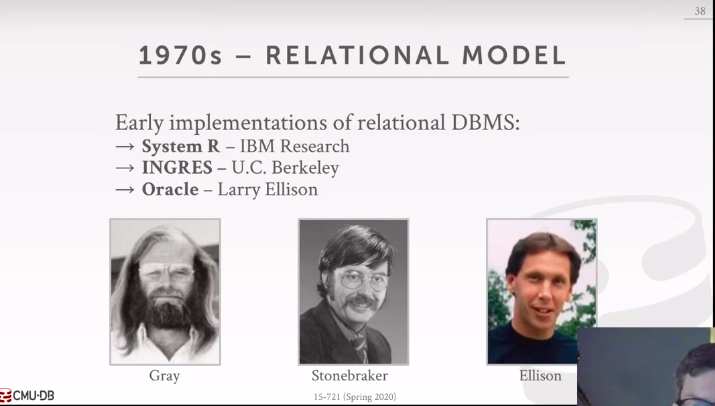 38
1970s – RELATIONAL MODEL
Early implementations of relational DBMS:
→ System R – IBM Research
→ INGRES – U.C. Berkeley
→ Oracle – Larry Ellison
Gray
Stonebraker
Ellison
CMU·DB
15-721 (Spring 2020)